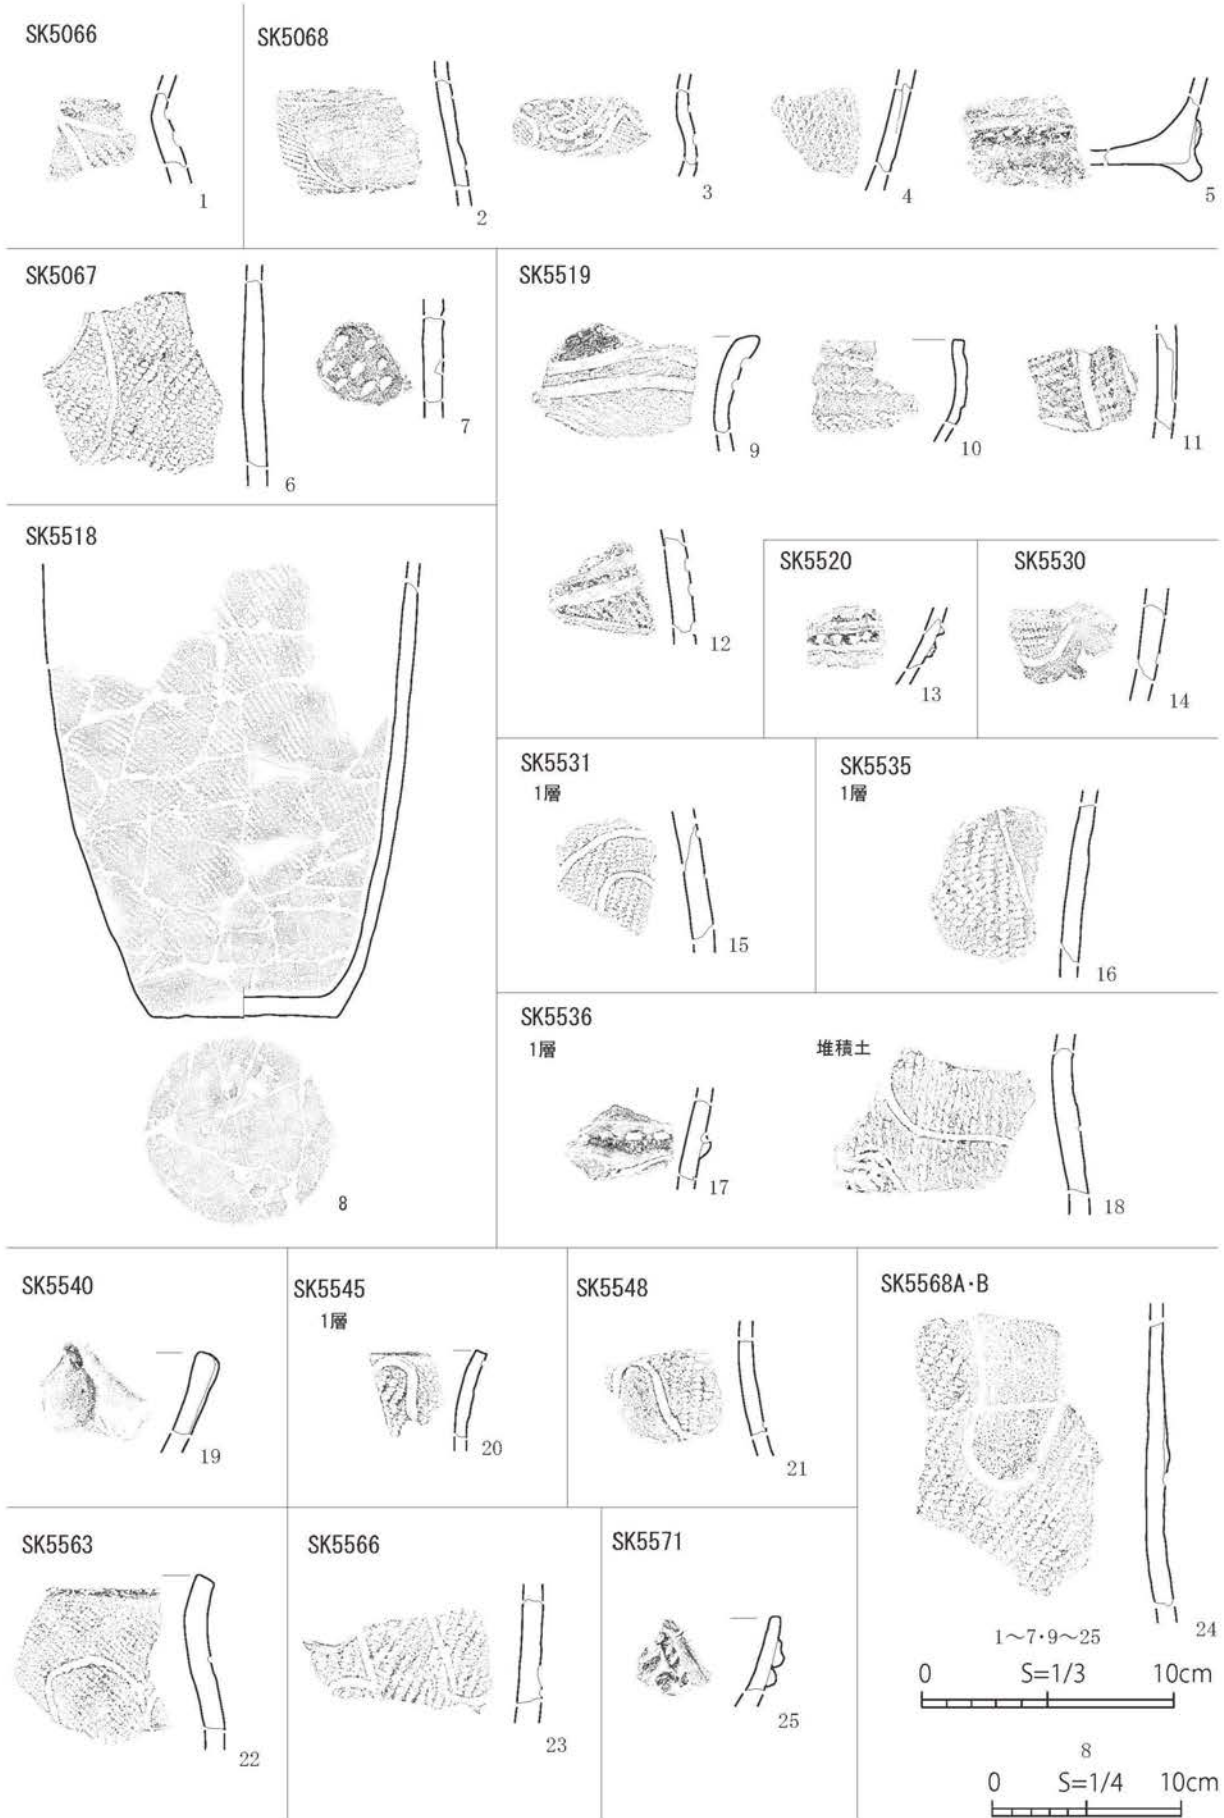 SK5066
1
SK5068
2
3
4
5
SK5067
6
7
SK5519
9
10
11
12
SK5518
8
SK5520
13
SK5530
14
SK5531
1層
15
SK5535
1層
16
SK5536
1層
17
堆積土
18
SK5540
19
SK5545
1層
20
SK5548
21
SK5568A・B
24
SK5563
22
SK5566
23
SK5571
25
1～7・9～25
0 S=1/3 10cm
8
0 S=1/4 10cm